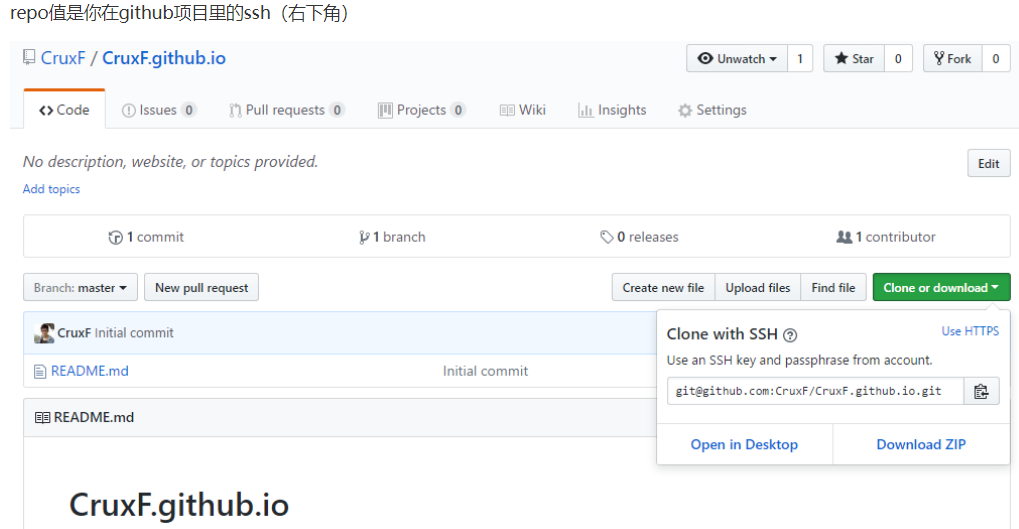 repo值是你在github项目里的ssh（右下角）
CruxF / CruxF.github.io
Unwatch 1 Star 0 Fork 0
Code Issues 0 Pull requests 0 Projects 0 Wiki Insights Settings
No description, website, or topics provided.
Edit
Add topics
1 commit 1 branch 0 releases 1 contributor
Branch: master New pull request Create new file Upload files Find file Clone or download
CruxF Initial commit
README.md Initial commit
Clone with SSH ? Use HTTPS
Use an SSH key and passphrase from account.
git@github.com:CruxF/CruxF.github.io.git
Open in Desktop Download ZIP
README.md
CruxF.github.io